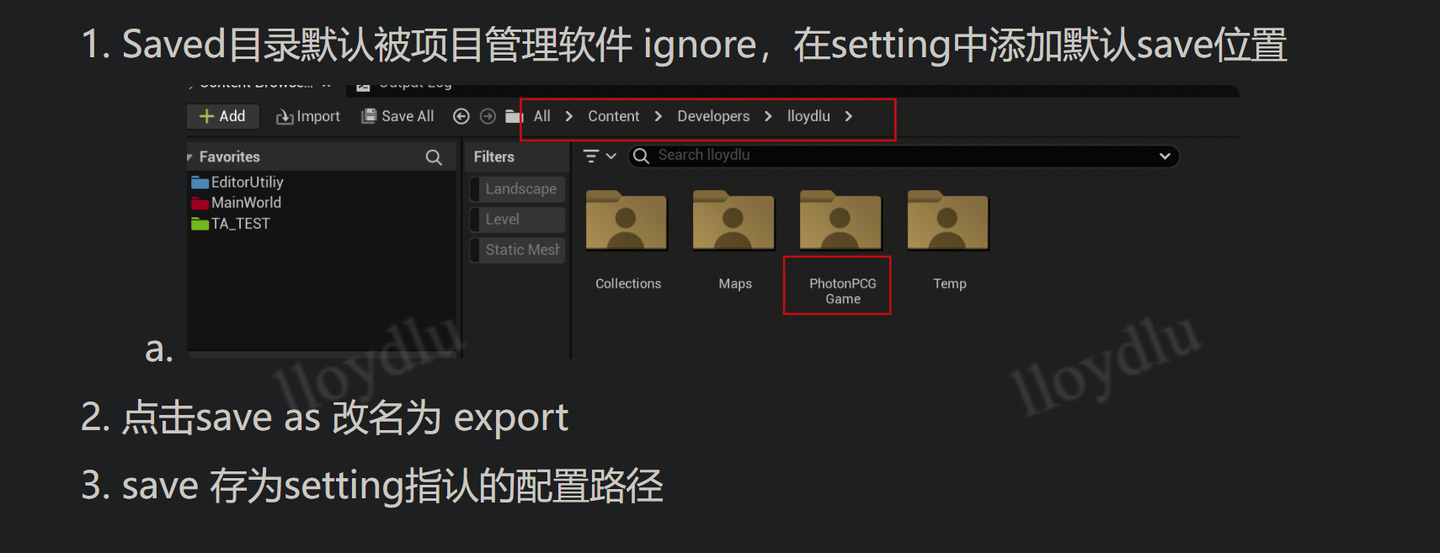 1. Saved目录默认被项目管理软件 ignore，在setting中添加默认save位置
Content Browse... Output Log
Add Import Save All All > Content > Developers > lloydlu >
Favorites Filters Search lloydlu
EditorUtiliy Landscape
MainWorld
TA_TEST Level
Static Mesh
Collections Maps PhotonPCG Temp
Game
a.
lloydlu lloydlu
2. 点击save as 改名为 export
3. save 存为setting指认的配置路径